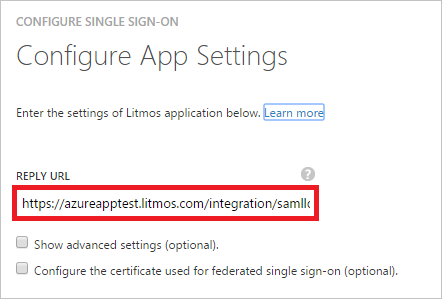 CONFIGURE SINGLE SIGN-ON
Configure App Settings
Enter the settings of Litmos application below. Learn more
REPLY URL
?
https://azureapptest.litmos.com/integration/samllo
Show advanced settings (optional).
Configure the certificate used for federated single sign-on (optional).